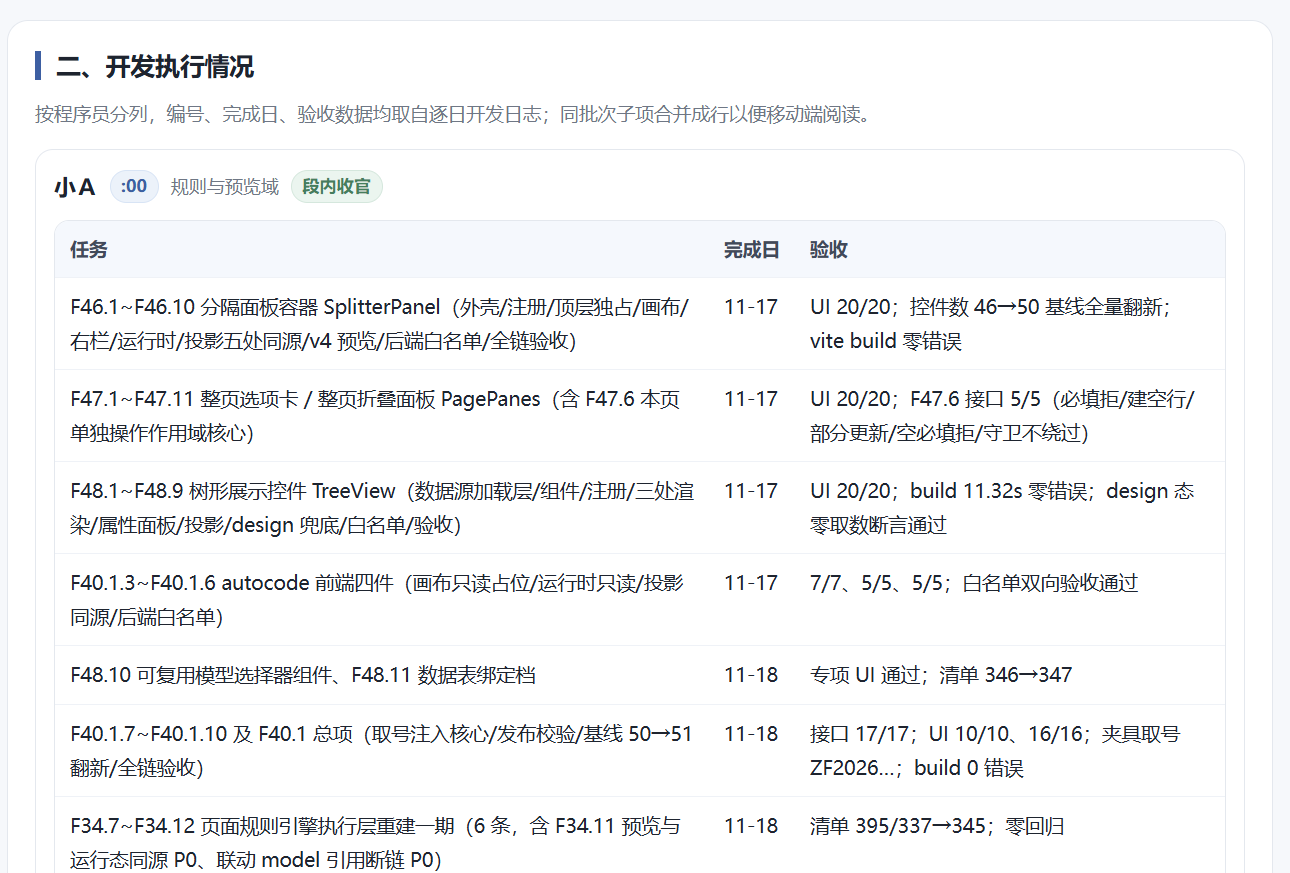 二、开发执行情况
按程序员分列，编号、完成日、验收数据均取自逐日开发日志；同批次子项合并成行以便移动端阅读。
小A :00 规则与预览域 段内收官
任务 完成日 验收
F46.1~F46.10 分隔面板容器 SplitterPanel（外壳/注册/顶层独占/画布/ 11-17 UI 20/20；控件数 46→50 基线全量翻新；
右栏/运行时/投影五处同源/v4 预览/后端白名单/全链验收） vite build 零错误
F47.1~F47.11 整页选项卡 / 整页折叠面板 PagePanes（含 F47.6 本页 11-17 UI 20/20；F47.6 接口 5/5（必填拒/建空行/
单独操作作用域核心） 部分更新/空必填拒/守卫不绕过）
F48.1~F48.9 树形展示控件 TreeView（数据源加载层/组件/注册/三处渲 11-17 UI 20/20；build 11.32s 零错误；design 态
染/属性面板/投影/design 兜底/白名单/验收） 零取数断言通过
F40.1.3~F40.1.6 autocode 前端四件（画布只读占位/运行时只读/投影 11-17 7/7、5/5、5/5；白名单双向验收通过
同源/后端白名单）
F48.10 可复用模型选择器组件、F48.11 数据表绑定档 11-18 专项 UI 通过；清单 346→347
F40.1.7~F40.1.10 及 F40.1 总项（取号注入核心/发布校验/基线 50→51 11-18 接口 17/17；UI 10/10、16/16；夹具取号
翻新/全链验收） ZF2026...；build 0 错误
F34.7~F34.12 页面规则引擎执行层重建一期（6 条，含 F34.11 预览与 11-18 清单 395/337→345；零回归
运行态同源 P0、联动 model 引用断链 P0）